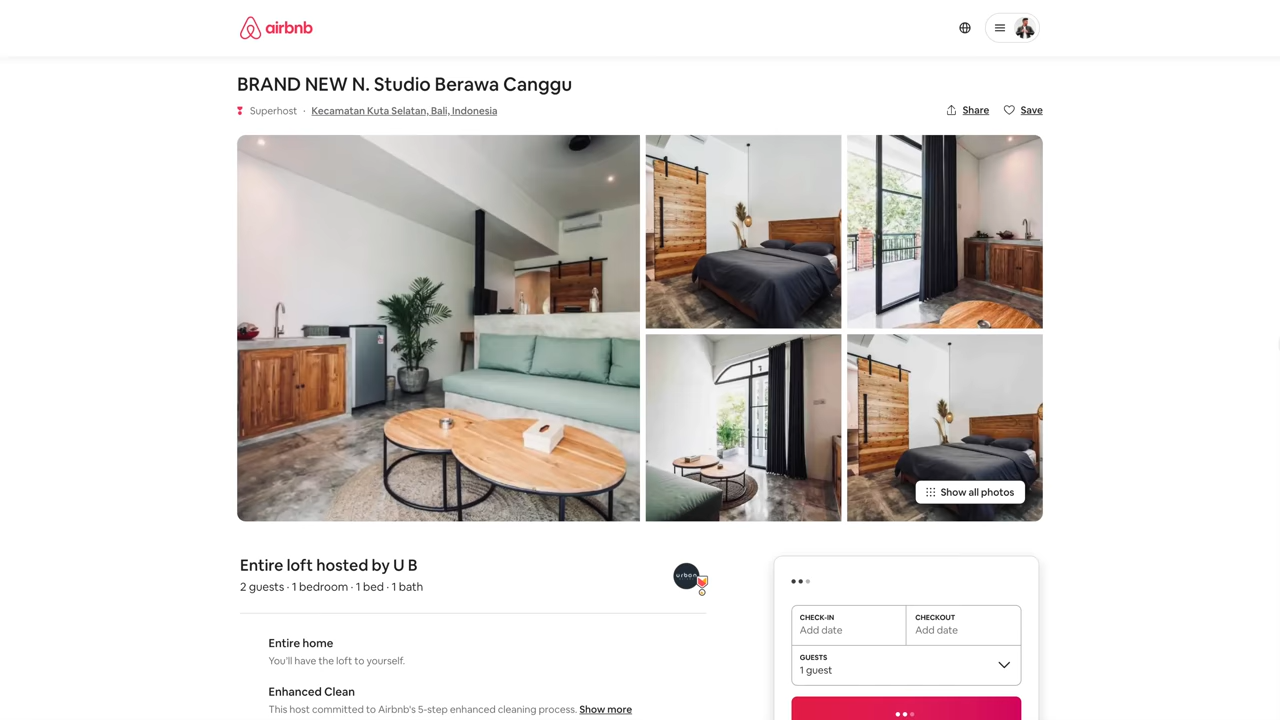 airbnb
BRAND NEW N. Studio Berawa Canggu
Superhost · Kecamatan Kuta Selatan, Bali, Indonesia
Share
Save
Show all photos
Entire loft hosted by U B
2 guests · 1 bedroom · 1 bed · 1 bath
urban
CHECK-IN
Add date
CHECKOUT
Add date
GUESTS
1 guest
Entire home
You'll have the loft to yourself.
Enhanced Clean
This host committed to Airbnb's 5-step enhanced cleaning process. Show more